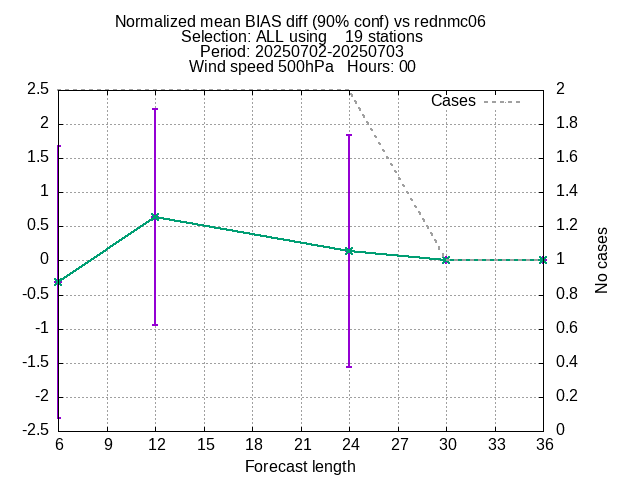 Normalized mean BIAS diff (90% conf) vs rednmc06
Selection: ALL using    19 stations
Period: 20250702-20250703
Wind speed 500hPa   Hours: 00
Cases
2.5
2
1.5
1
0.5
0
-0.5
-1
-1.5
-2
-2.5
2
1.8
1.6
1.4
1.2
1
0.8
0.6
0.4
0.2
0
No cases
6 9 12 15 18 21 24 27 30 33 36
Forecast length